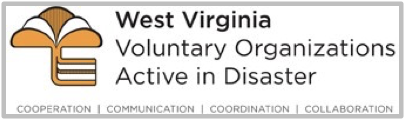 West Virginia
Voluntary Organizations
Active in Disaster
COOPERATION | COMMUNICATION | COORDINATION | COLLABORATION